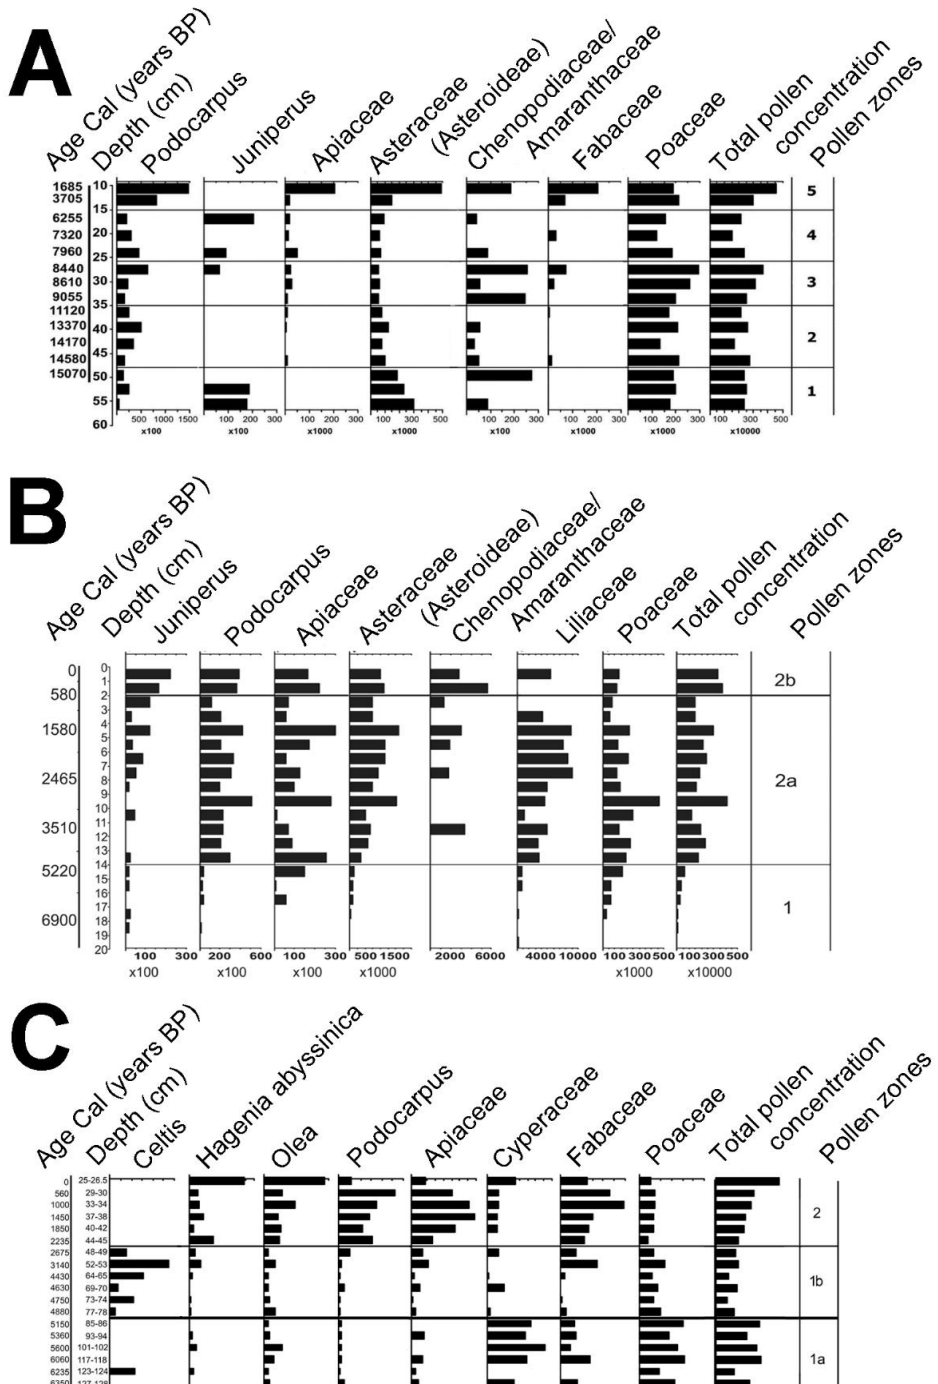 A
Age Cal (years BP)
Depth (cm)
Podocarpus
Juniperus
Apiaceae
Asteraceae
(Asteroideae)
Chenopodiaceae/
Amaranthaceae
Fabaceae
Poaceae
Total pollen
concentration
Pollen zones
1685 10 5
3705
15
6255
7320 20 4
7960 25
8440
8610 30 3
9055 35
11120
13370 40
14170 2
14580 45
15070 50
1
55
60
500 1000 1500 100 200 300 100 200 300 100 300 500 100 200 300 100 200 300 100 200 300 100 300 500
x100 x100 x1000 x1000 x100 x1000 x1000 x10000
B
Age Cal (years BP)
Depth (cm)
Juniperus
Podocarpus
Apiaceae
Asteraceae
(Asteroideae)
Chenopodiaceae/
Amaranthaceae
Liliaceae
Poaceae
Total pollen
concentration
Pollen zones
0 0
1 2b
580 2
3
4
1580 5
6
7
2465 8 2a
9
10
11
3510 12
13
14
5220 15
16 1
17
6900 18
19
20
100 300 200 600 100 300 500 1500 2000 6000 4000 10000 100 300 500 100 300 500
x100 x100 x100 x1000 x1000 x10000
C
Age Cal (years BP)
Depth (cm)
Celtis
Hagenia abyssinica
Olea
Podocarpus
Apiaceae
Cyperaceae
Fabaceae
Poaceae
Total pollen
concentration
Pollen zones
0 25-26.5
560 29-30
1000 33-34
1450 37-38 2
1850 40-42
2235 44-45
2675 48-49
3140 52-53
4430 64-65 1b
4630 69-70
4750 73-74
4880 77-78
5150 85-86
5360 93-94
5600 101-102
6060 117-118 1a
6235 123-124
6350 127-128